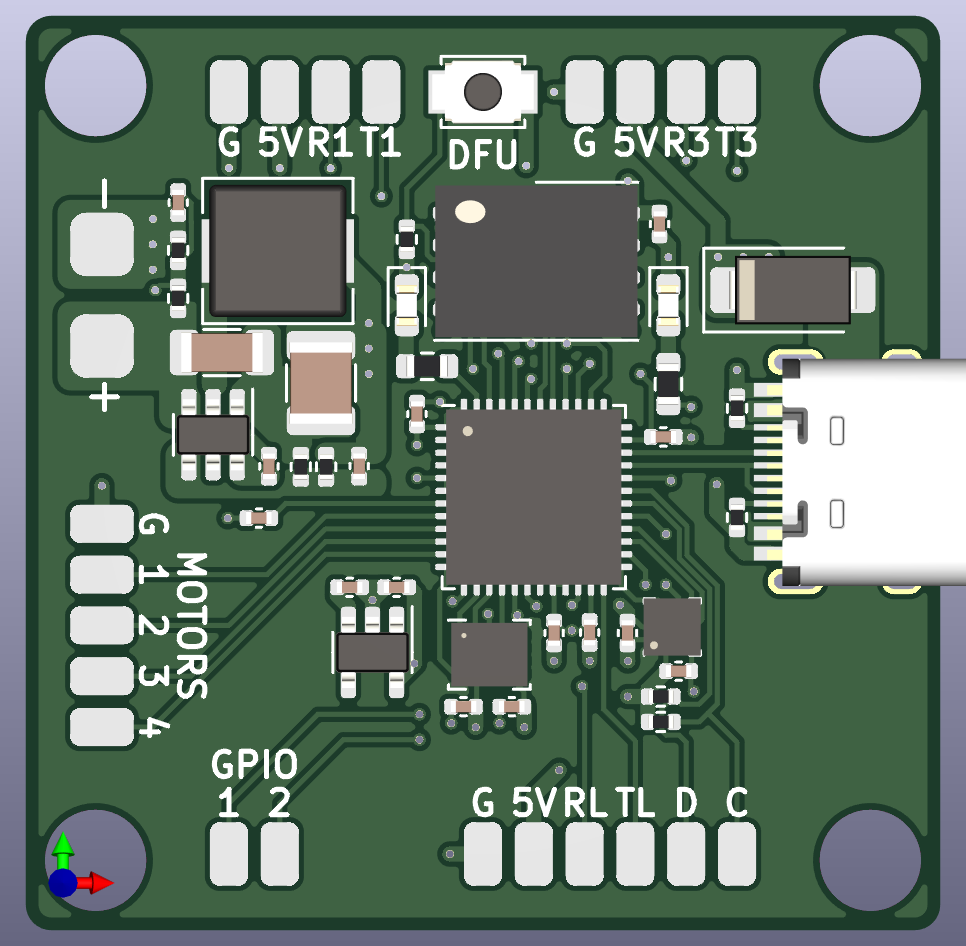 G 5V R1 T1
DFU
G 5V R3 T3
−
+
G
1
2
3
4
MOTORS
GPIO
1 2
G 5V RL TL D C